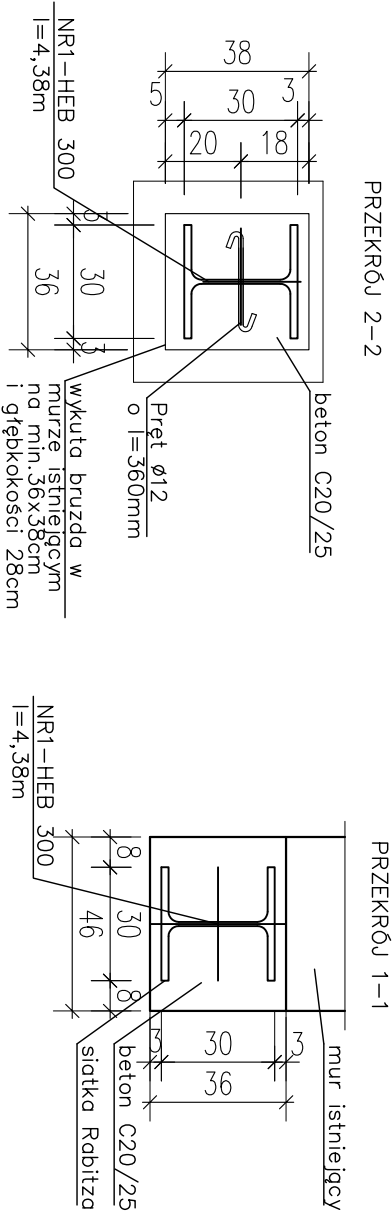 PRZEKRÓJ 2-2
38
5
30
3
20
18
NR1-HEB 300
l=4,38m
3
30
3
36
beton C20/25
Pręt ø12
o l=360mm
wykuta bruzda w
murze istniejącym
na min.36x38cm
i głębkokości 28cm
PRZEKRÓJ 1-1
mur istniejący
NR1-HEB 300
l=4,38m
8
30
8
46
3
30
3
36
beton C20/25
siatka Rabitza